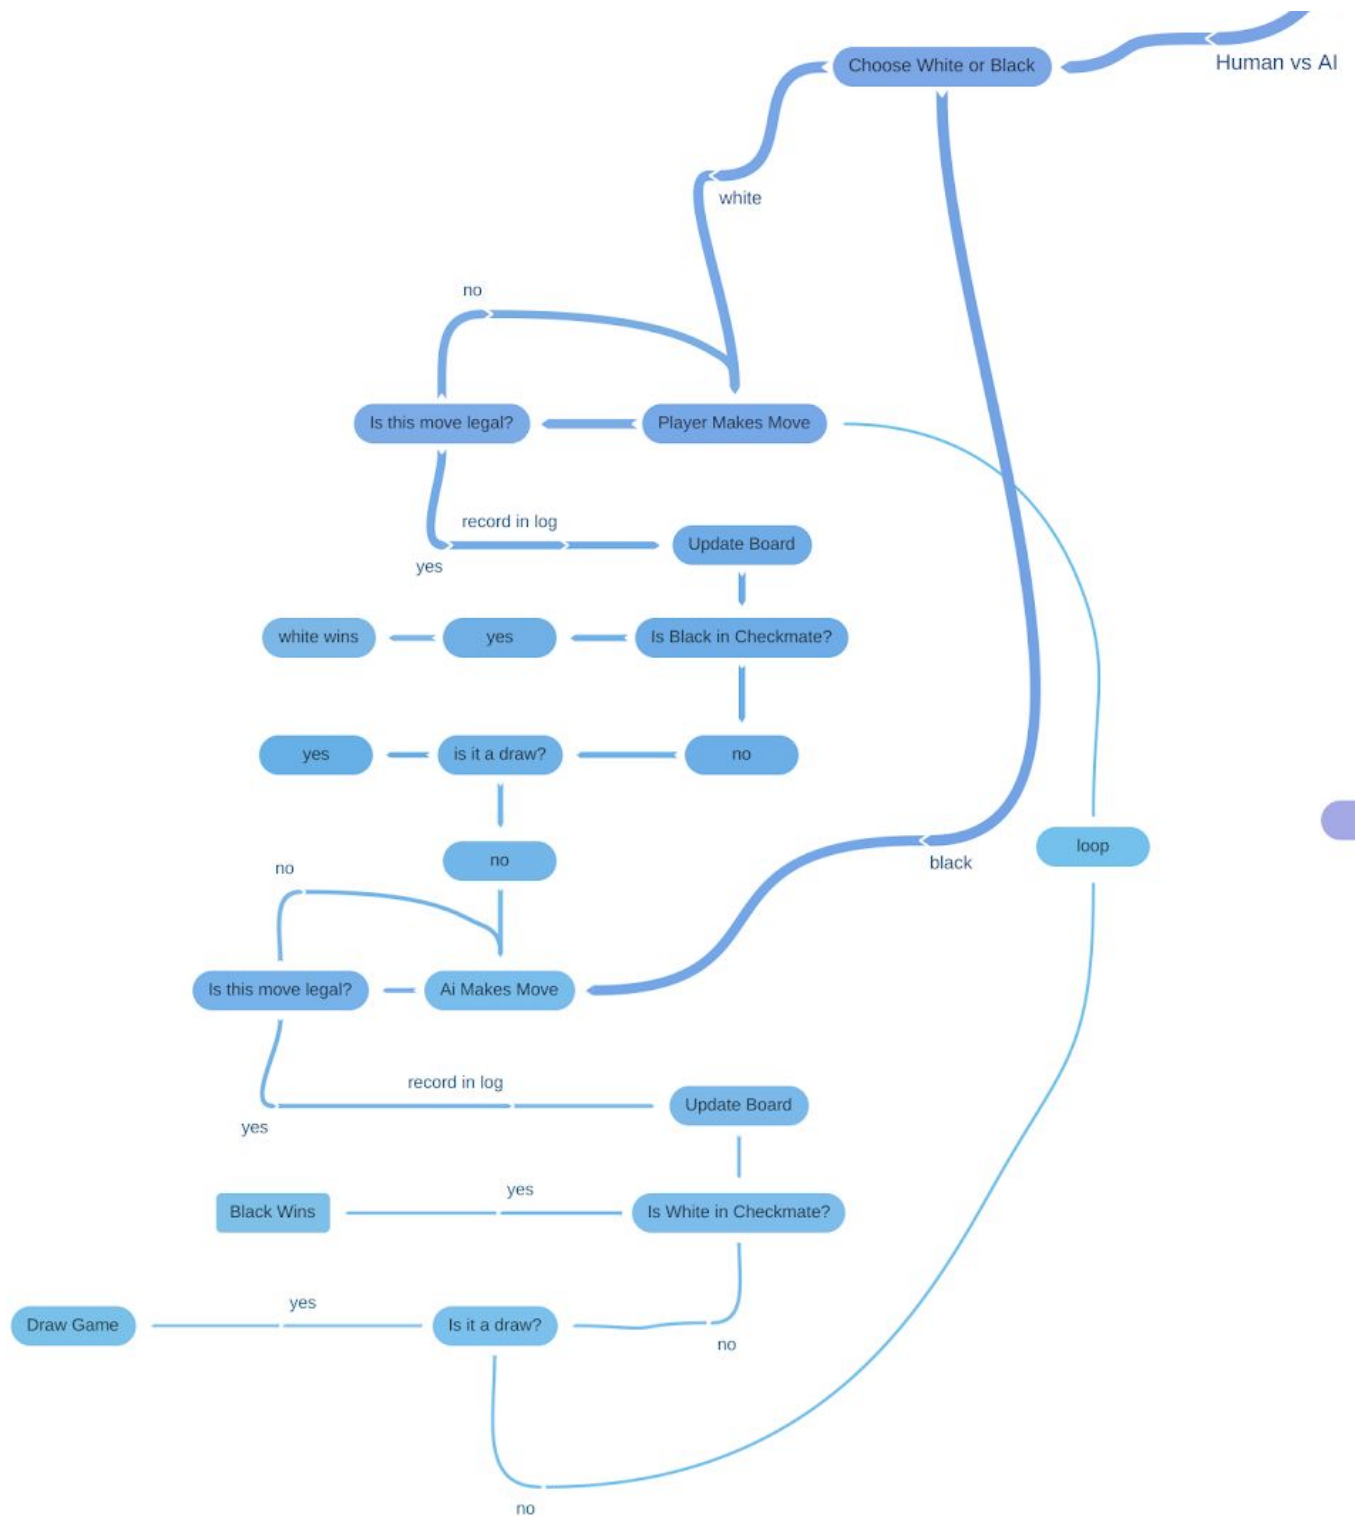 Choose White or Black
Human vs AI
white
no
Is this move legal?
Player Makes Move
record in log
Update Board
yes
white wins
yes
Is Black in Checkmate?
yes
is it a draw?
no
loop
no
black
no
Is this move legal?
Ai Makes Move
record in log
Update Board
yes
yes
Black Wins
Is White in Checkmate?
yes
Draw Game
Is it a draw?
no
no